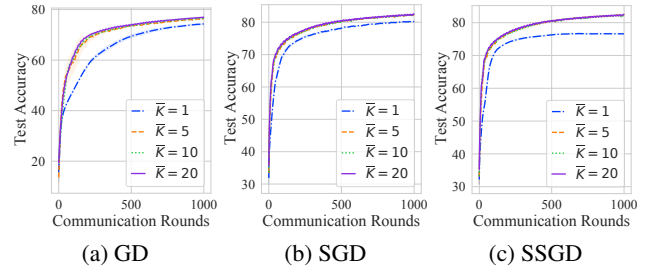 Test Accuracy
80
60
40
20
K̅ = 1
K̅ = 5
K̅ = 10
K̅ = 20
0 500 1000
Communication Rounds
(a) GD
Test Accuracy
80
70
60
50
40
30
K̅ = 1
K̅ = 5
K̅ = 10
K̅ = 20
0 500 1000
Communication Rounds
(b) SGD
Test Accuracy
80
70
60
50
40
30
K̅ = 1
K̅ = 5
K̅ = 10
K̅ = 20
0 500 1000
Communication Rounds
(c) SSGD